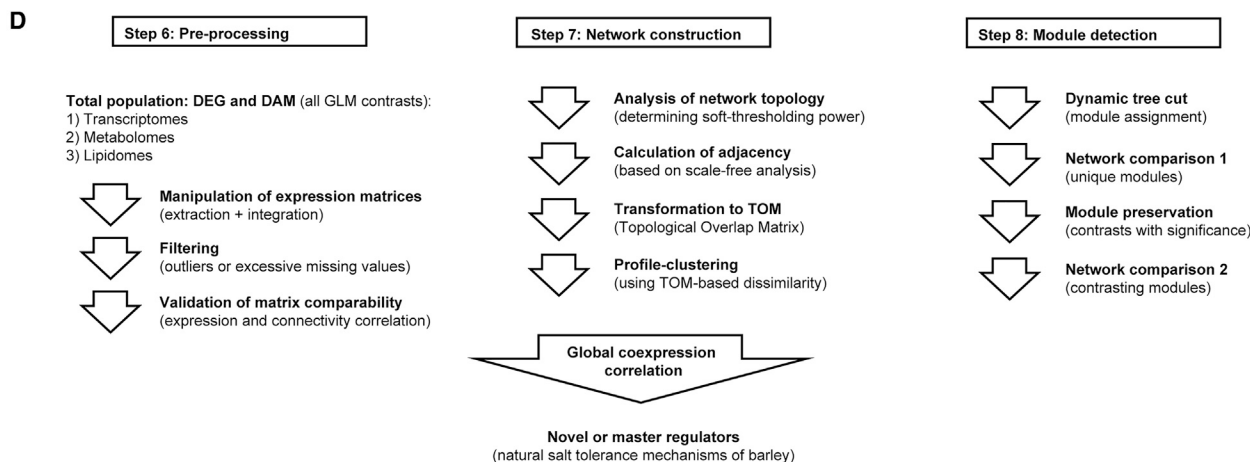 D
Step 6: Pre-processing
Total population: DEG and DAM (all GLM contrasts):
1) Transcriptomes
2) Metabolomes
3) Lipidomes
Manipulation of expression matrices
(extraction + integration)
Filtering
(outliers or excessive missing values)
Validation of matrix comparability
(expression and connectivity correlation)
Step 7: Network construction
Analysis of network topology
(determining soft-thresholding power)
Calculation of adjacency
(based on scale-free analysis)
Transformation to TOM
(Topological Overlap Matrix)
Profile-clustering
(using TOM-based dissimilarity)
Step 8: Module detection
Dynamic tree cut
(module assignment)
Network comparison 1
(unique modules)
Module preservation
(contrasts with significance)
Network comparison 2
(contrasting modules)
Global coexpression
correlation
Novel or master regulators
(natural salt tolerance mechanisms of barley)